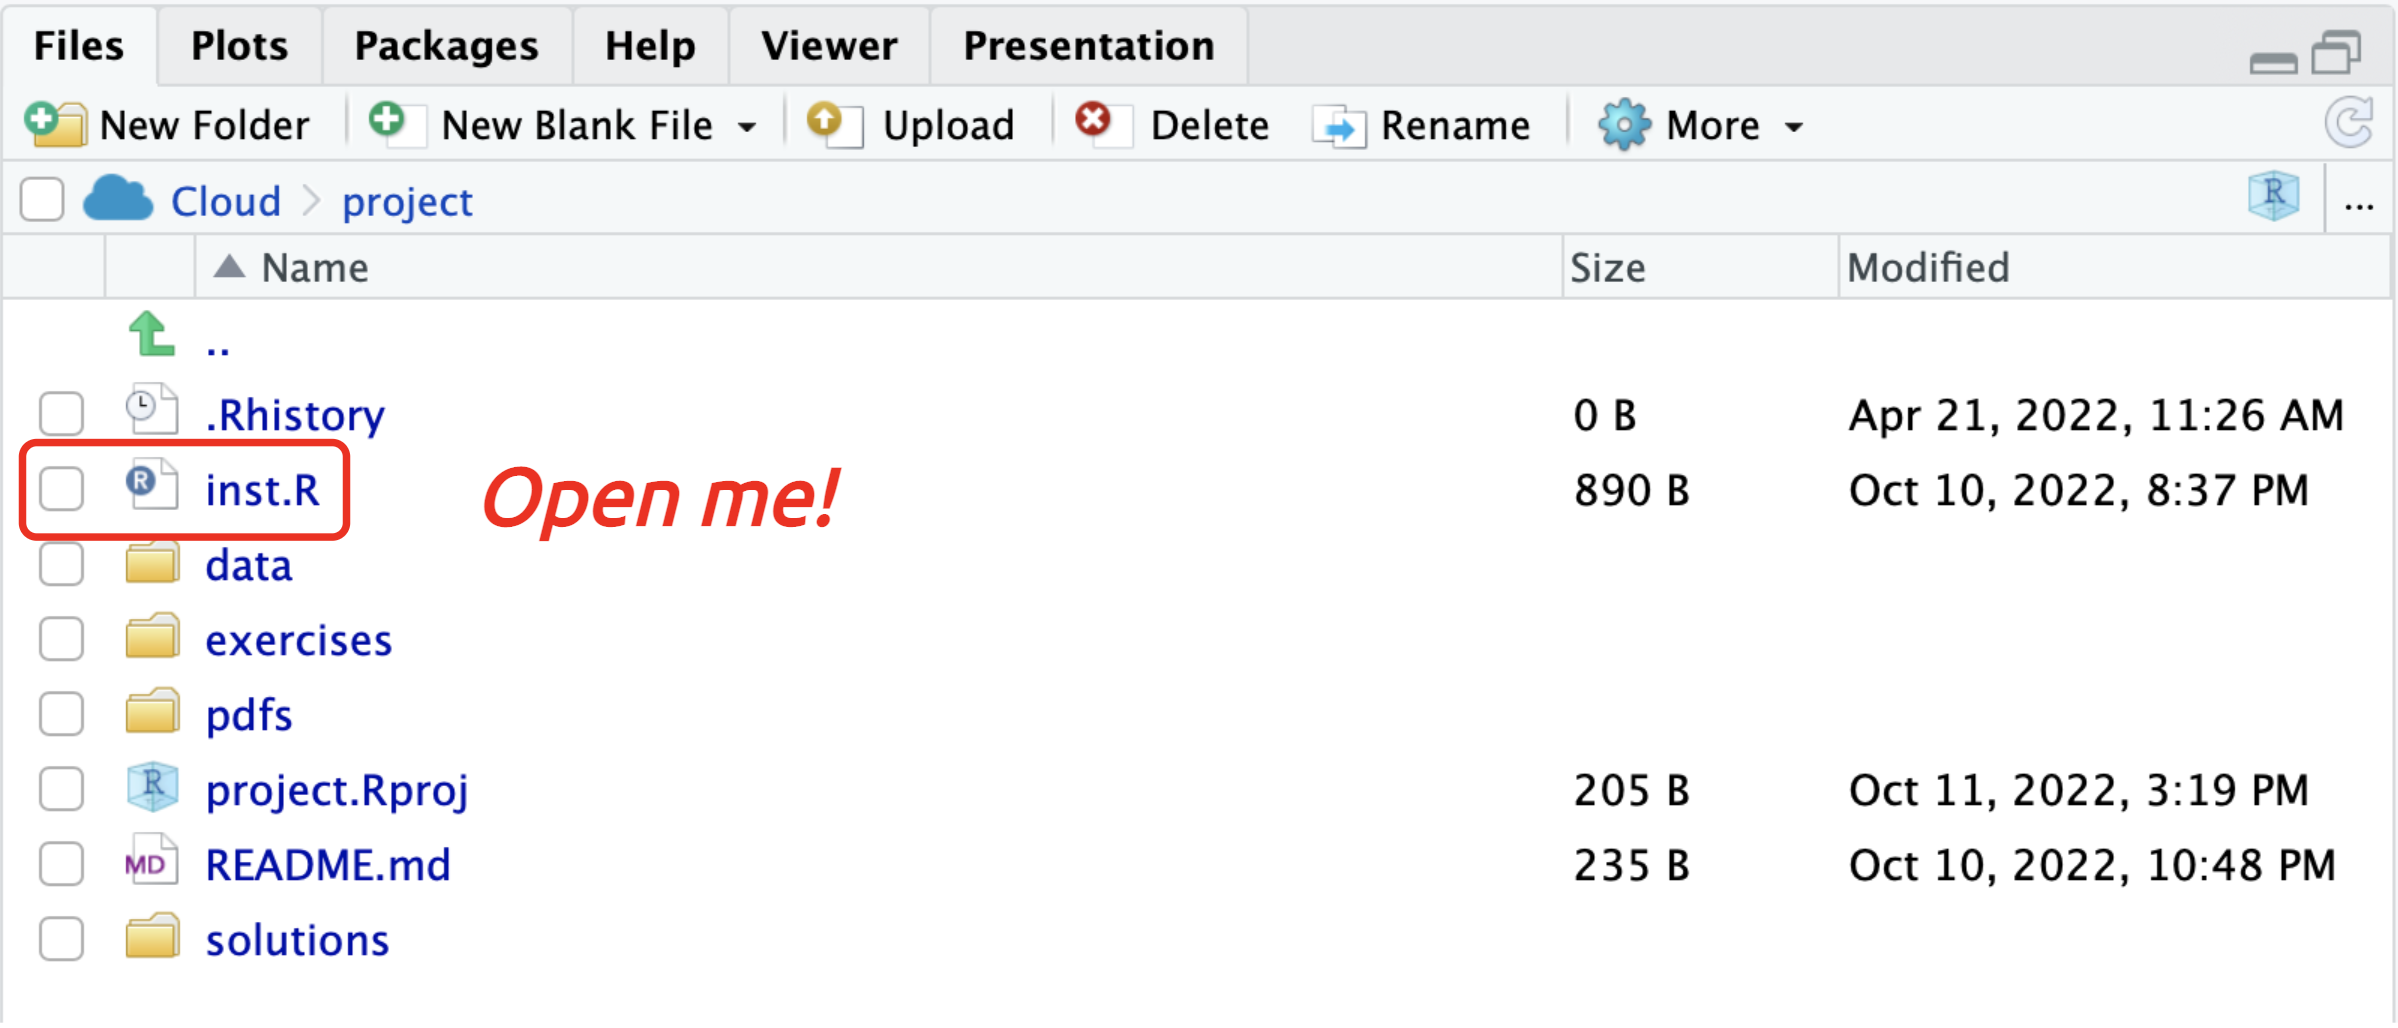 Files Plots Packages Help Viewer Presentation
New Folder New Blank File Upload Delete Rename More
Cloud project R ...
Name Size Modified
..
.Rhistory 0 B Apr 21, 2022, 11:26 AM
R inst.R Open me! 890 B Oct 10, 2022, 8:37 PM
data
exercises
pdfs
R project.Rproj 205 B Oct 11, 2022, 3:19 PM
MD README.md 235 B Oct 10, 2022, 10:48 PM
solutions